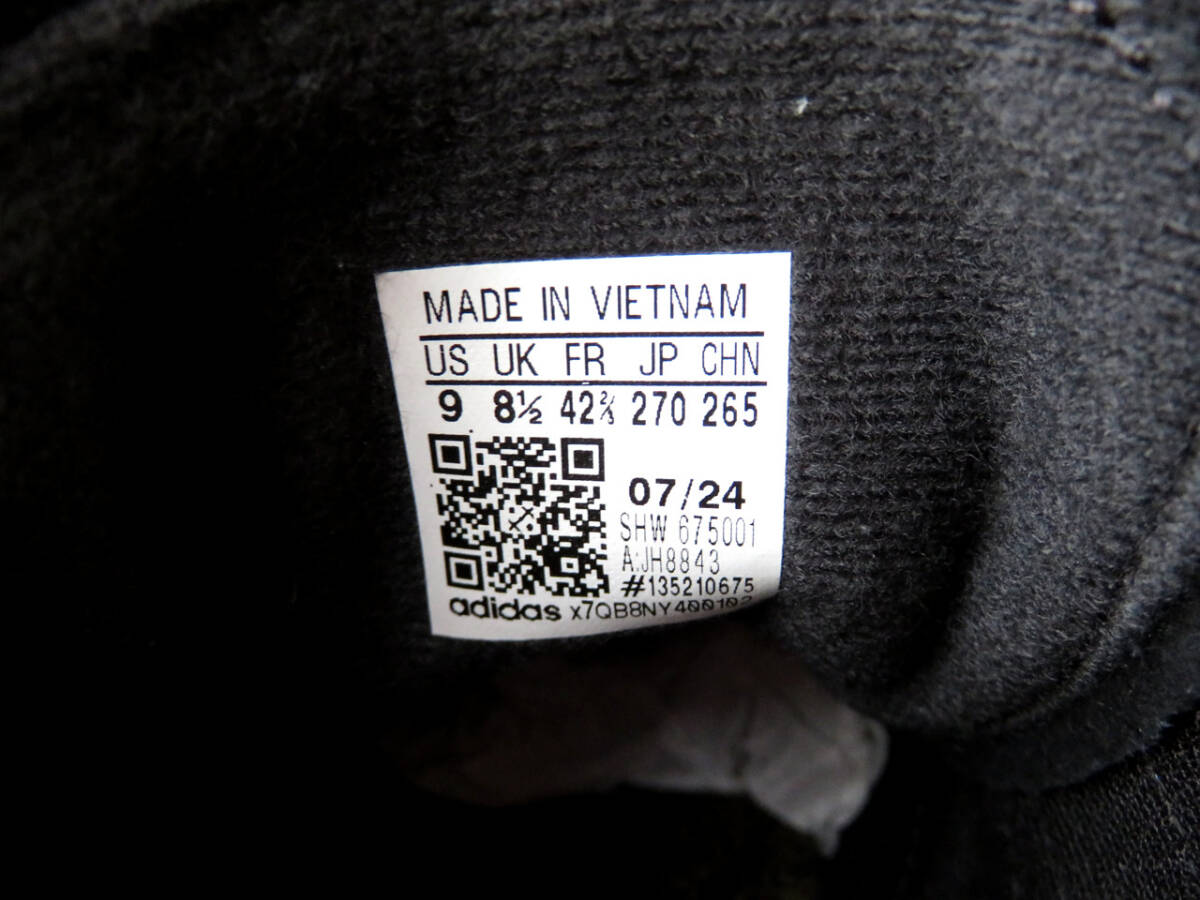 MADE IN VIETNAM
US UK FR JP CHN
9 8½ 42⅔ 270 265
07/24
SHW 675001
A:JH8843
#135210675
adidas x7QB8NY400102